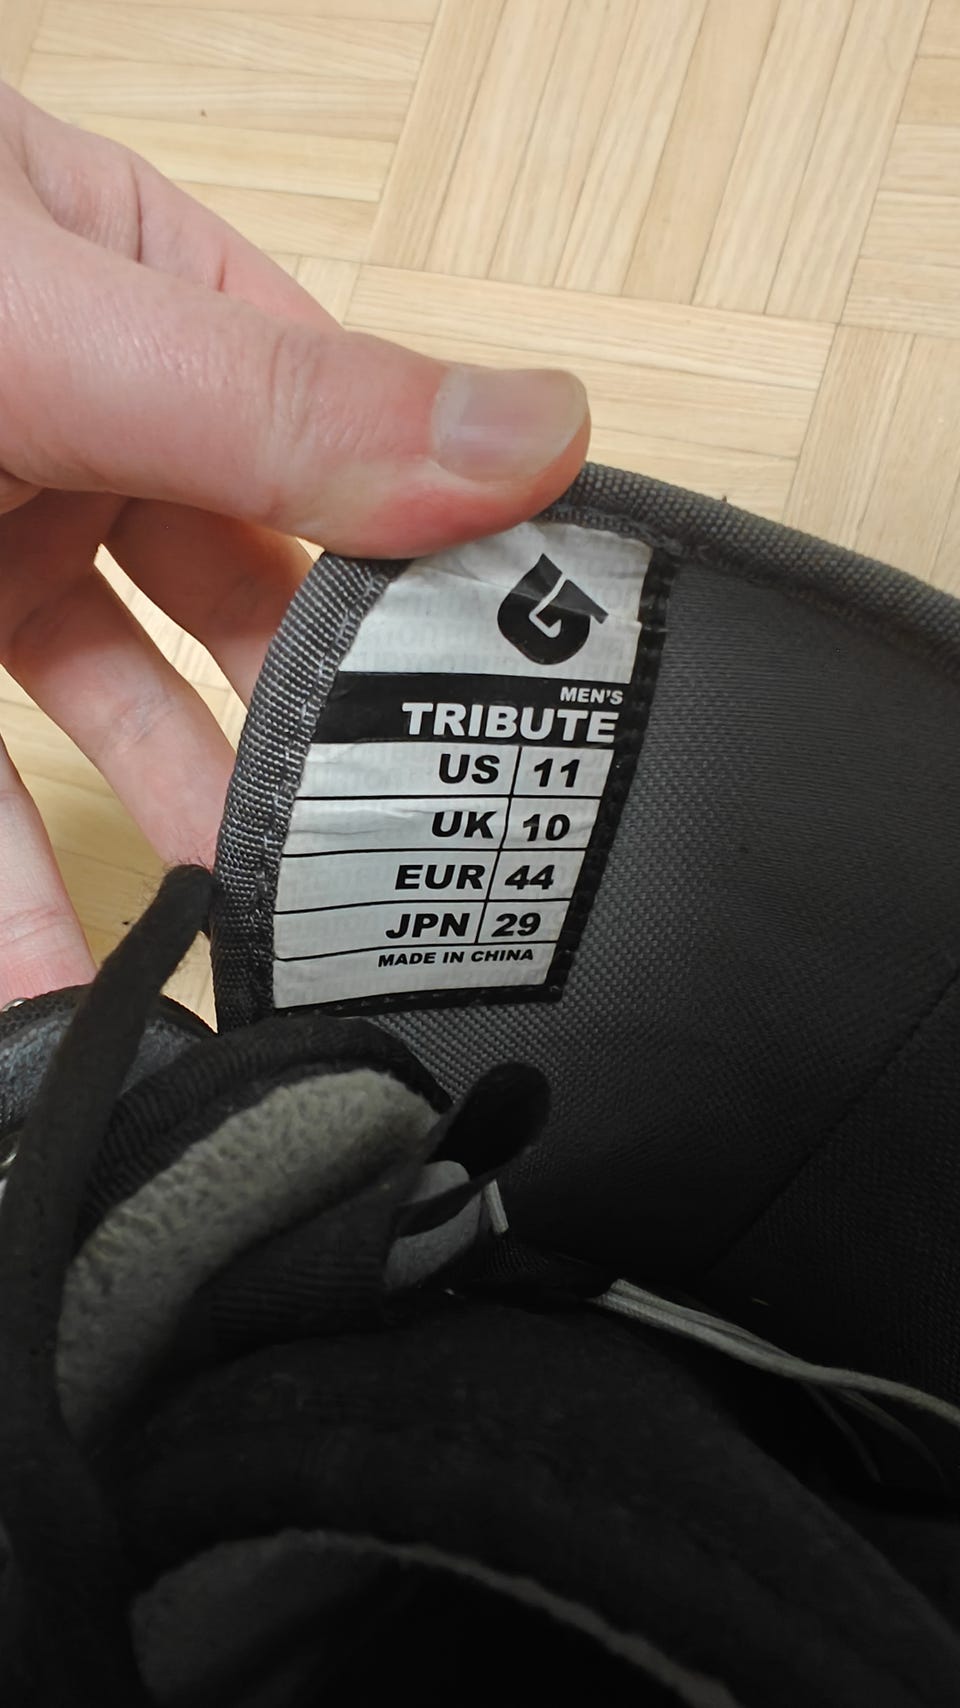 MEN'S
TRIBUTE
US 11
UK 10
EUR 44
JPN 29
MADE IN CHINA